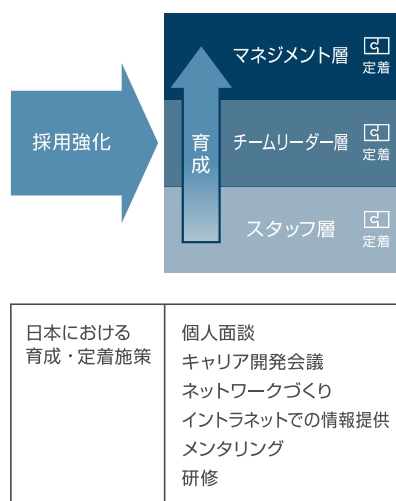 マネジメント層
定着
採用強化
育成
チームリーダー層
定着
スタッフ層
定着
日本における
育成・定着施策
個人面談
キャリア開発会議
ネットワークづくり
イントラネットでの情報提供
メンタリング
研修